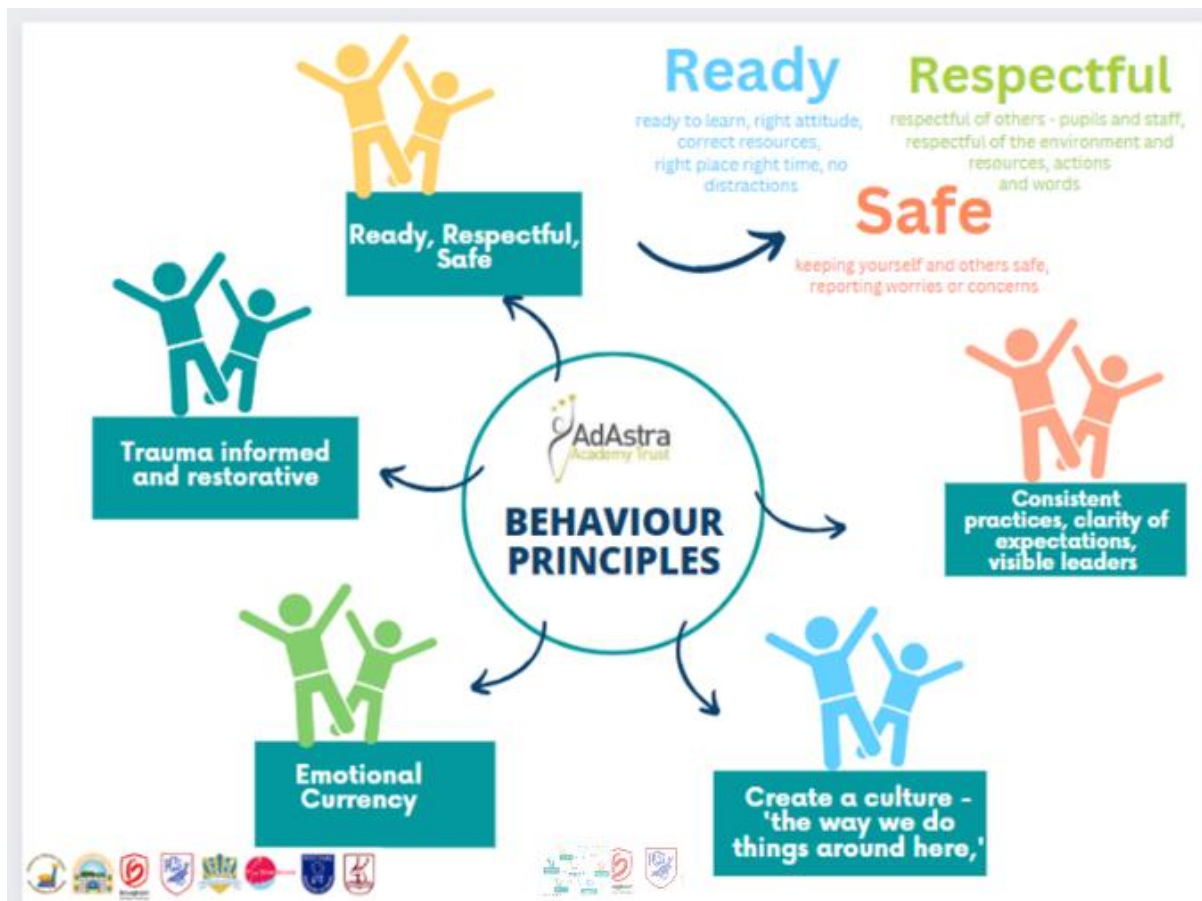 Ready
ready to learn, right attitude,
correct resources,
right place right time, no
distractions
Respectful
respectful of others - pupils and staff,
respectful of the environment and
resources, actions
and words
Safe
keeping yourself and others safe,
reporting worries or concerns
Ready, Respectful,
Safe
Trauma informed
and restorative
AdAstra
Academy Trust
BEHAVIOUR
PRINCIPLES
Consistent
practices, clarity of
expectations,
visible leaders
Emotional
Currency
Create a culture -
'the way we do
things around here,'